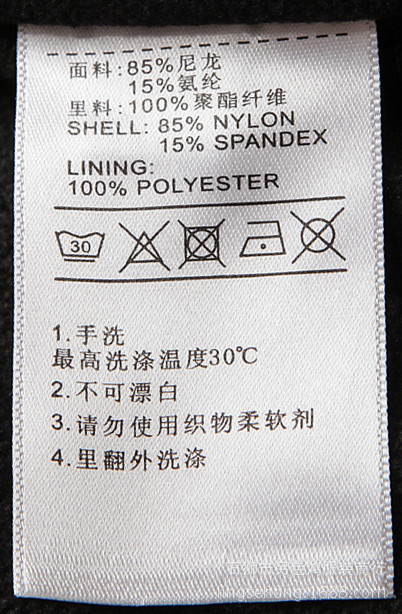 面料:85%尼龙
15%氨纶
里料:100%聚酯纤维
SHELL: 85% NYLON
15% SPANDEX
LINING:
100% POLYESTER
30
1.手洗
最高洗涤温度30℃
2.不可漂白
3.请勿使用织物柔软剂
4.里翻外洗涤